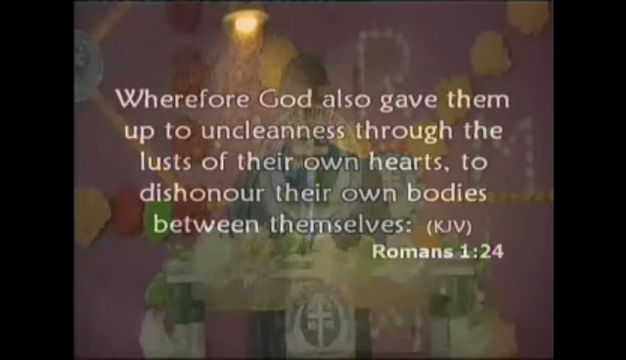 Wherefore God also gave them
up to uncleanness through the
lusts of their own hearts, to
dishonour their own bodies
between themselves: (KJV)
Romans 1:24